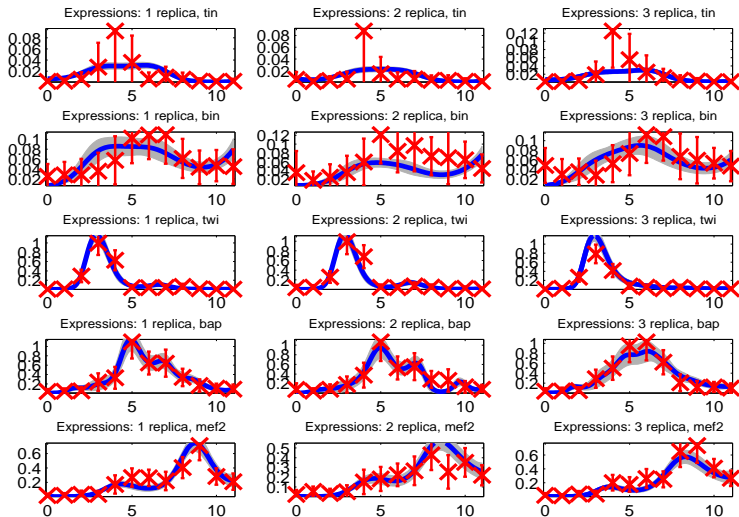 Expressions: 1 replica, tin
Expressions: 2 replica, tin
Expressions: 3 replica, tin
0.08
0.06
0.04
0.02
0 5 10
0.08
0.06
0.04
0.02
0 5 10
0.12
0.1
0.08
0.06
0.04
0.02
0 5 10
Expressions: 1 replica, bin
Expressions: 2 replica, bin
Expressions: 3 replica, bin
0.1
0.08
0.06
0.04
0.02
0 5 10
0.12
0.1
0.08
0.06
0.04
0.02
0 5 10
0.1
0.08
0.06
0.04
0.02
0 5 10
Expressions: 1 replica, twi
Expressions: 2 replica, twi
Expressions: 3 replica, twi
1
0.8
0.6
0.4
0.2
0 5 10
1
0.8
0.6
0.4
0.2
0 5 10
1
0.8
0.6
0.4
0.2
0 5 10
Expressions: 1 replica, bap
Expressions: 2 replica, bap
Expressions: 3 replica, bap
1
0.8
0.6
0.4
0.2
0 5 10
1
0.8
0.6
0.4
0.2
0 5 10
1
0.8
0.6
0.4
0.2
0 5 10
Expressions: 1 replica, mef2
Expressions: 2 replica, mef2
Expressions: 3 replica, mef2
0.6
0.4
0.2
0 5 10
0.5
0.4
0.3
0.2
0.1
0 5 10
0.6
0.4
0.2
0 5 10